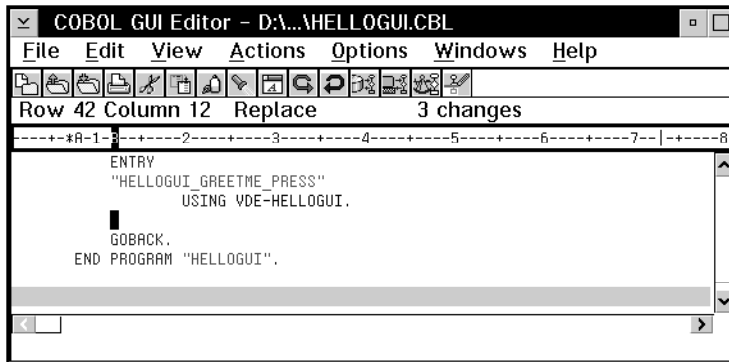 COBOL GUI Editor - D:\...\HELLOGUI.CBL
File Edit View Actions Options Windows Help
Row 42 Column 12 Replace 3 changes
----+-*A-1-B--+----2----+----3----+----4----+----5----+----6----+----7--|-+----8
ENTRY
"HELLOGUI_GREETME_PRESS"
USING VDE-HELLOGUI.
GOBACK.
END PROGRAM "HELLOGUI".